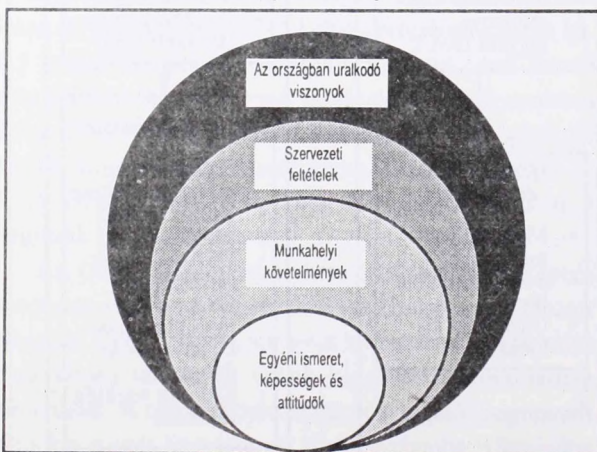 Az országban uralkodó
viszonyok
Szervezeti
feltételek
Munkahelyi
követelmények
Egyéni ismeret,
képességek és
attitűdök